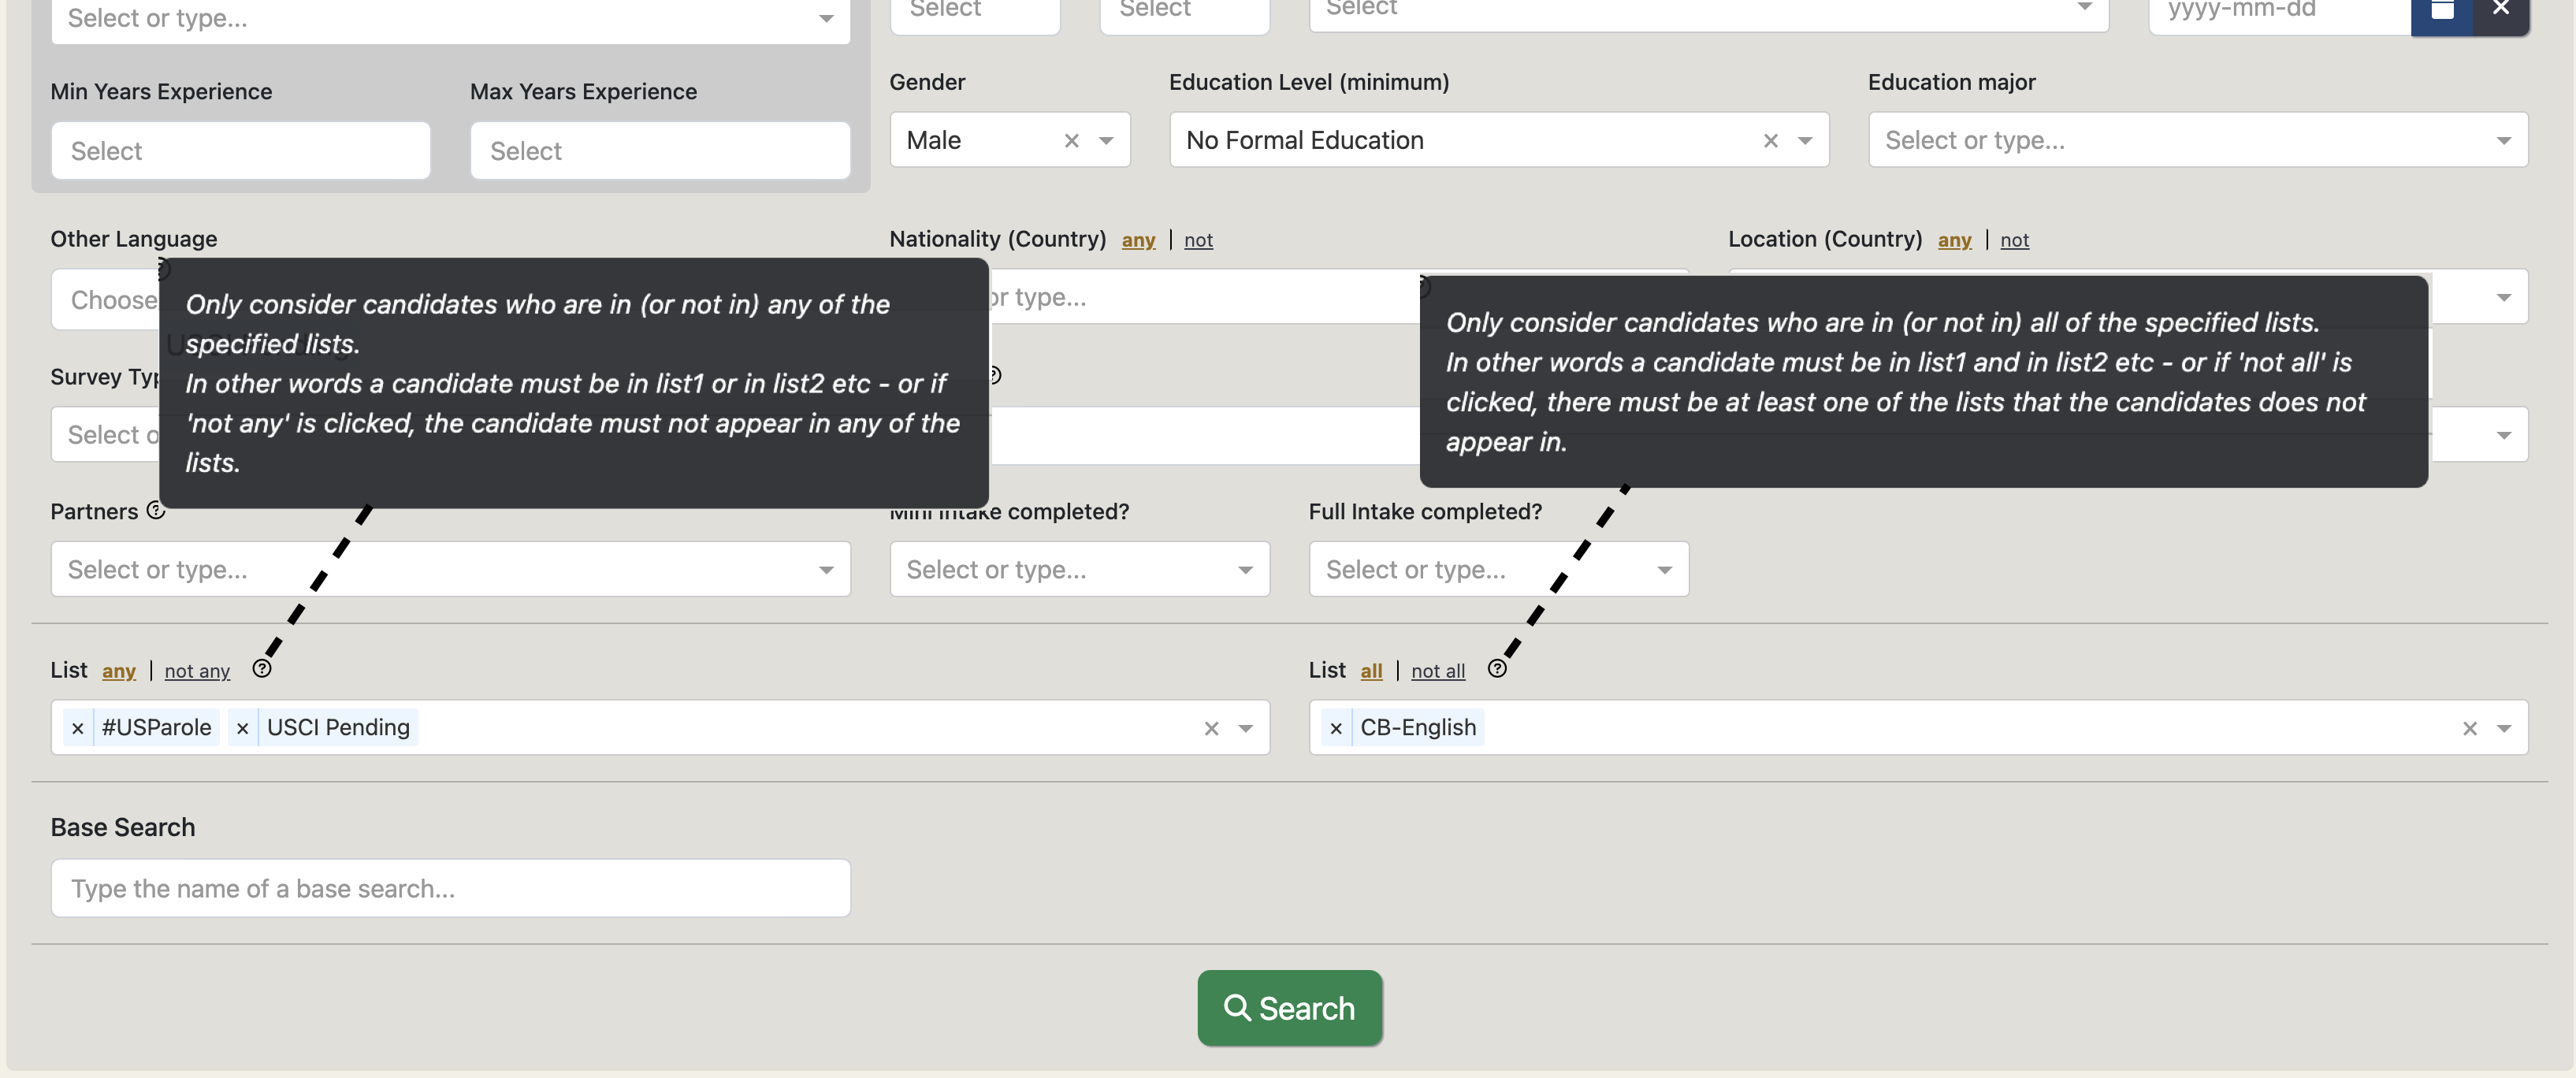 Select or type...
Select
Select
Select
yyyy-mm-dd
Min Years Experience
Max Years Experience
Select
Select
Gender
Education Level (minimum)
Education major
Male
No Formal Education
Select or type...
Other Language
Nationality (Country) any | not
Location (Country) any | not
Choose
or type...
Only consider candidates who are in (or not in) any of the
specified lists.
In other words a candidate must be in list1 or in list2 etc - or if
'not any' is clicked, the candidate must not appear in any of the
lists.
Only consider candidates who are in (or not in) all of the specified lists.
In other words a candidate must be in list1 and in list2 etc - or if 'not all' is
clicked, there must be at least one of the lists that the candidates does not
appear in.
Survey Typ
Select o
Partners
Mini Intake completed?
Full Intake completed?
Select or type...
Select or type...
Select or type...
List any | not any
List all | not all
× #USParole × USCI Pending
× CB-English
Base Search
Type the name of a base search...
Search